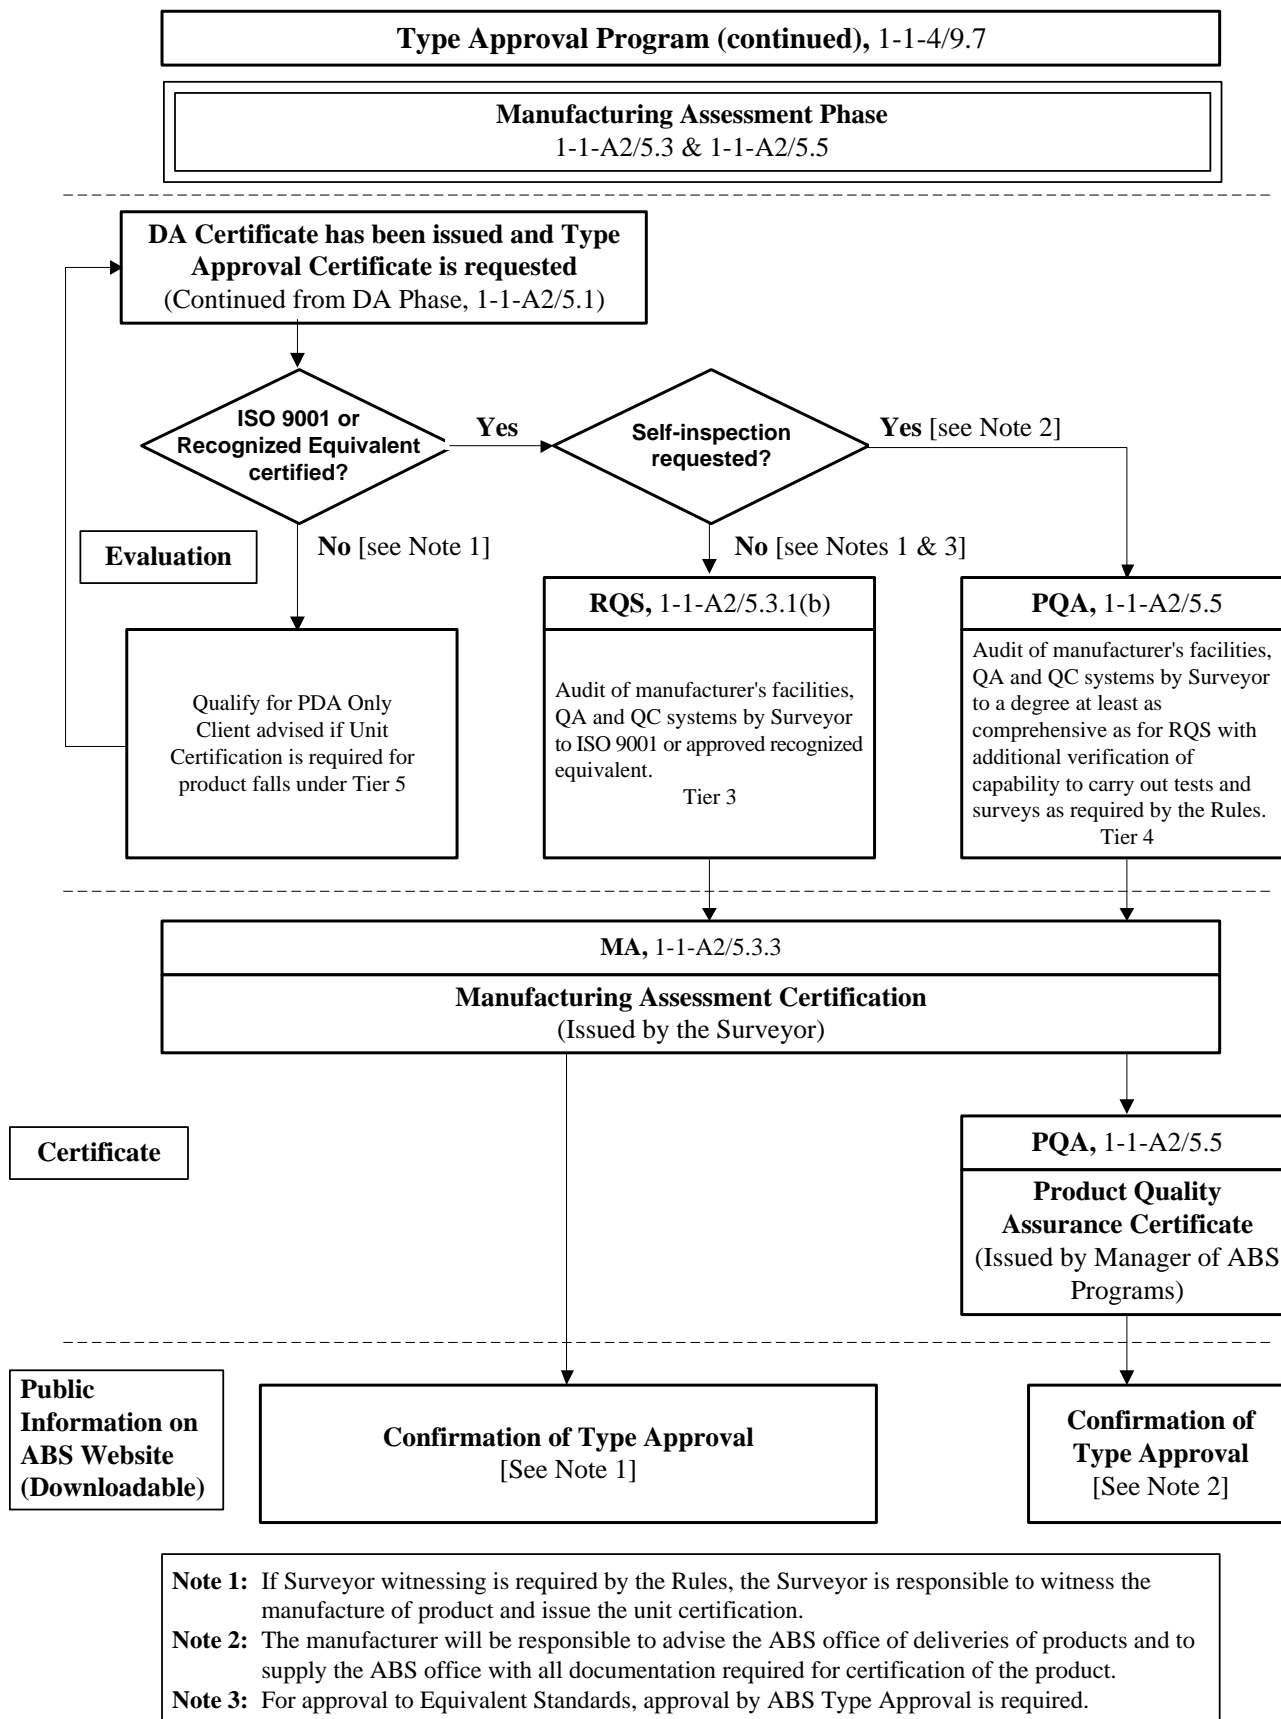 Type Approval Program (continued), 1-1-4/9.7
Manufacturing Assessment Phase
1-1-A2/5.3 & 1-1-A2/5.5
DA Certificate has been issued and Type
Approval Certificate is requested
(Continued from DA Phase, 1-1-A2/5.1)
ISO 9001 or
Recognized Equivalent
certified?
Yes
Self-inspection
requested?
Yes [see Note 2]
Evaluation
No [see Note 1]
No [see Notes 1 & 3]
Qualify for PDA Only
Client advised if Unit
Certification is required for
product falls under Tier 5
RQS, 1-1-A2/5.3.1(b)
Audit of manufacturer's facilities,
QA and QC systems by Surveyor
to ISO 9001 or approved recognized
equivalent.
Tier 3
PQA, 1-1-A2/5.5
Audit of manufacturer's facilities,
QA and QC systems by Surveyor
to a degree at least as
comprehensive as for RQS with
additional verification of
capability to carry out tests and
surveys as required by the Rules.
Tier 4
MA, 1-1-A2/5.3.3
Manufacturing Assessment Certification
(Issued by the Surveyor)
Certificate
PQA, 1-1-A2/5.5
Product Quality
Assurance Certificate
(Issued by Manager of ABS
Programs)
Public
Information on
ABS Website
(Downloadable)
Confirmation of Type Approval
[See Note 1]
Confirmation of
Type Approval
[See Note 2]
Note 1: If Surveyor witnessing is required by the Rules, the Surveyor is responsible to witness the
manufacture of product and issue the unit certification.
Note 2: The manufacturer will be responsible to advise the ABS office of deliveries of products and to
supply the ABS office with all documentation required for certification of the product.
Note 3: For approval to Equivalent Standards, approval by ABS Type Approval is required.